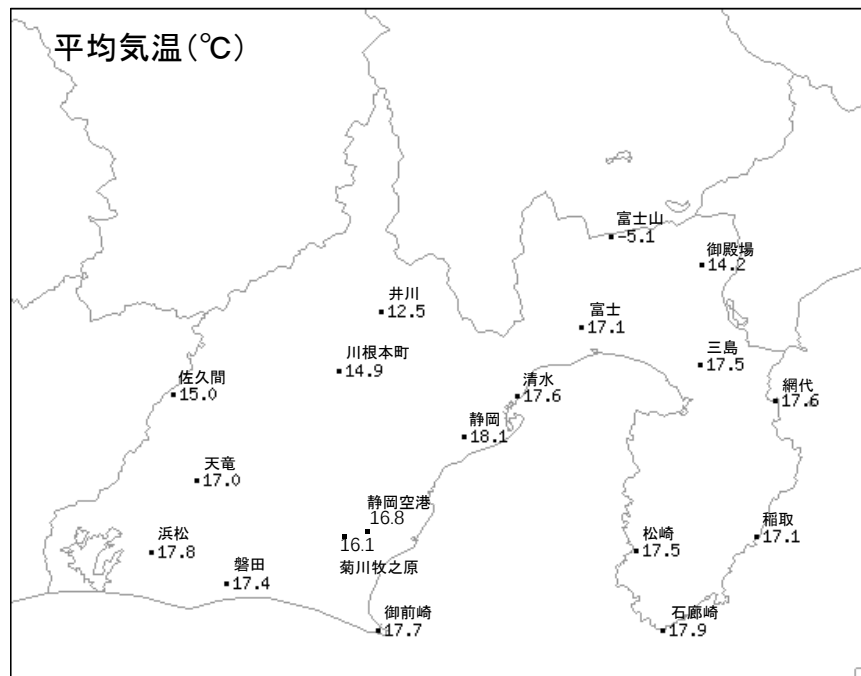 平均気温(℃)
富士山
-5.1
御殿場
14.2
井川
12.5
富士
17.1
三島
17.5
川根本町
14.9
佐久間
15.0
清水
17.6
網代
17.6
静岡
18.1
天竜
17.0
静岡空港
16.8
16.1
菊川牧之原
浜松
17.8
磐田
17.4
松崎
17.5
稲取
17.1
御前崎
17.7
石廊崎
17.9